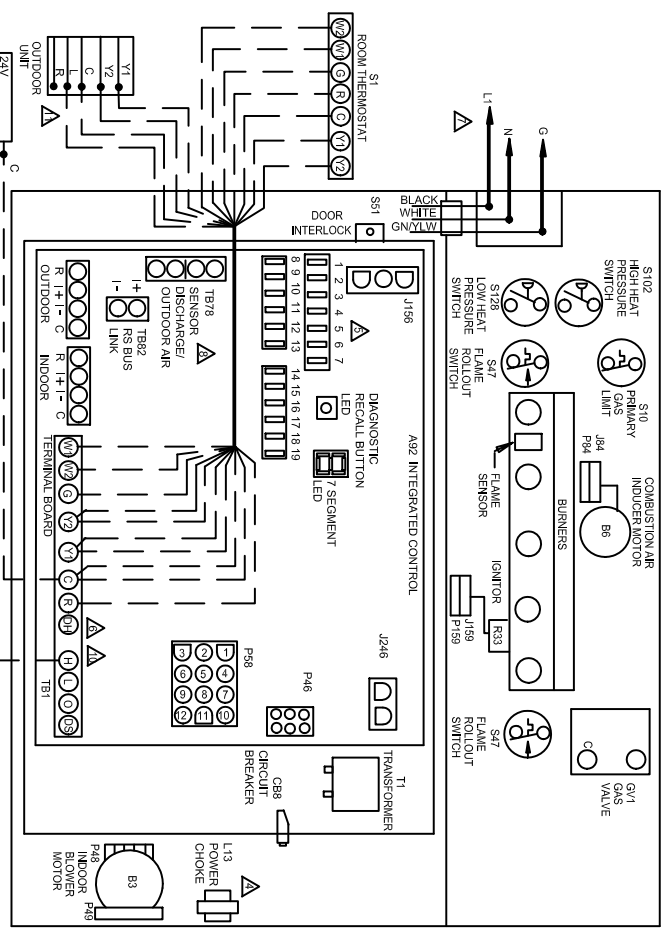 S102
HIGH HEAT
PRESSURE
SWITCH
S128
LOW HEAT
PRESSURE
SWITCH
S10
PRIMARY
GAS
LIMIT
S47
FLAME
ROLLOUT
SWITCH
COMBUSTION AIR
INDUCER MOTOR
B6
J84
P84
BURNERS
FLAME
SENSOR
IGNITOR
R33
J159
P159
GV1
GAS
VALVE
C
S47
FLAME
ROLLOUT
SWITCH
G
N
L1
7
BLACK
WHITE
GN/YLW
S1
ROOM THERMOSTAT
W2
W1
G
R
C
Y1
Y2
S51
DOOR
INTERLOCK
J156
5
1 2 3 4 5 6 7
8 9 10 11 12 13
14 15 16 17 18 19
A92 INTEGRATED CONTROL
DIAGNOSTIC
RECALL BUTTON
LED
7 SEGMENT
LED
J246
P46
P58
1 2 3
4 5 6
7 8 9
10 11 12
T1
TRANSFORMER
CB8
CIRCUIT
BREAKER
4
L13
POWER
CHOKE
B3
P48
INDOOR
BLOWER
MOTOR
P49
TB78
SENSOR
DISCHARGE/
OUTDOOR AIR
8
TB82
RS BUS
LINK
I+
I-
R I+ I- C
OUTDOOR
R I+ I- C
INDOOR
TERMINAL BOARD
W1
W2
G
Y2
Y1
C
R
DH
H
L
O
DS
TB1
6
10
OUTDOOR
UNIT
Y1
Y2
C
L
R
11
24V
C